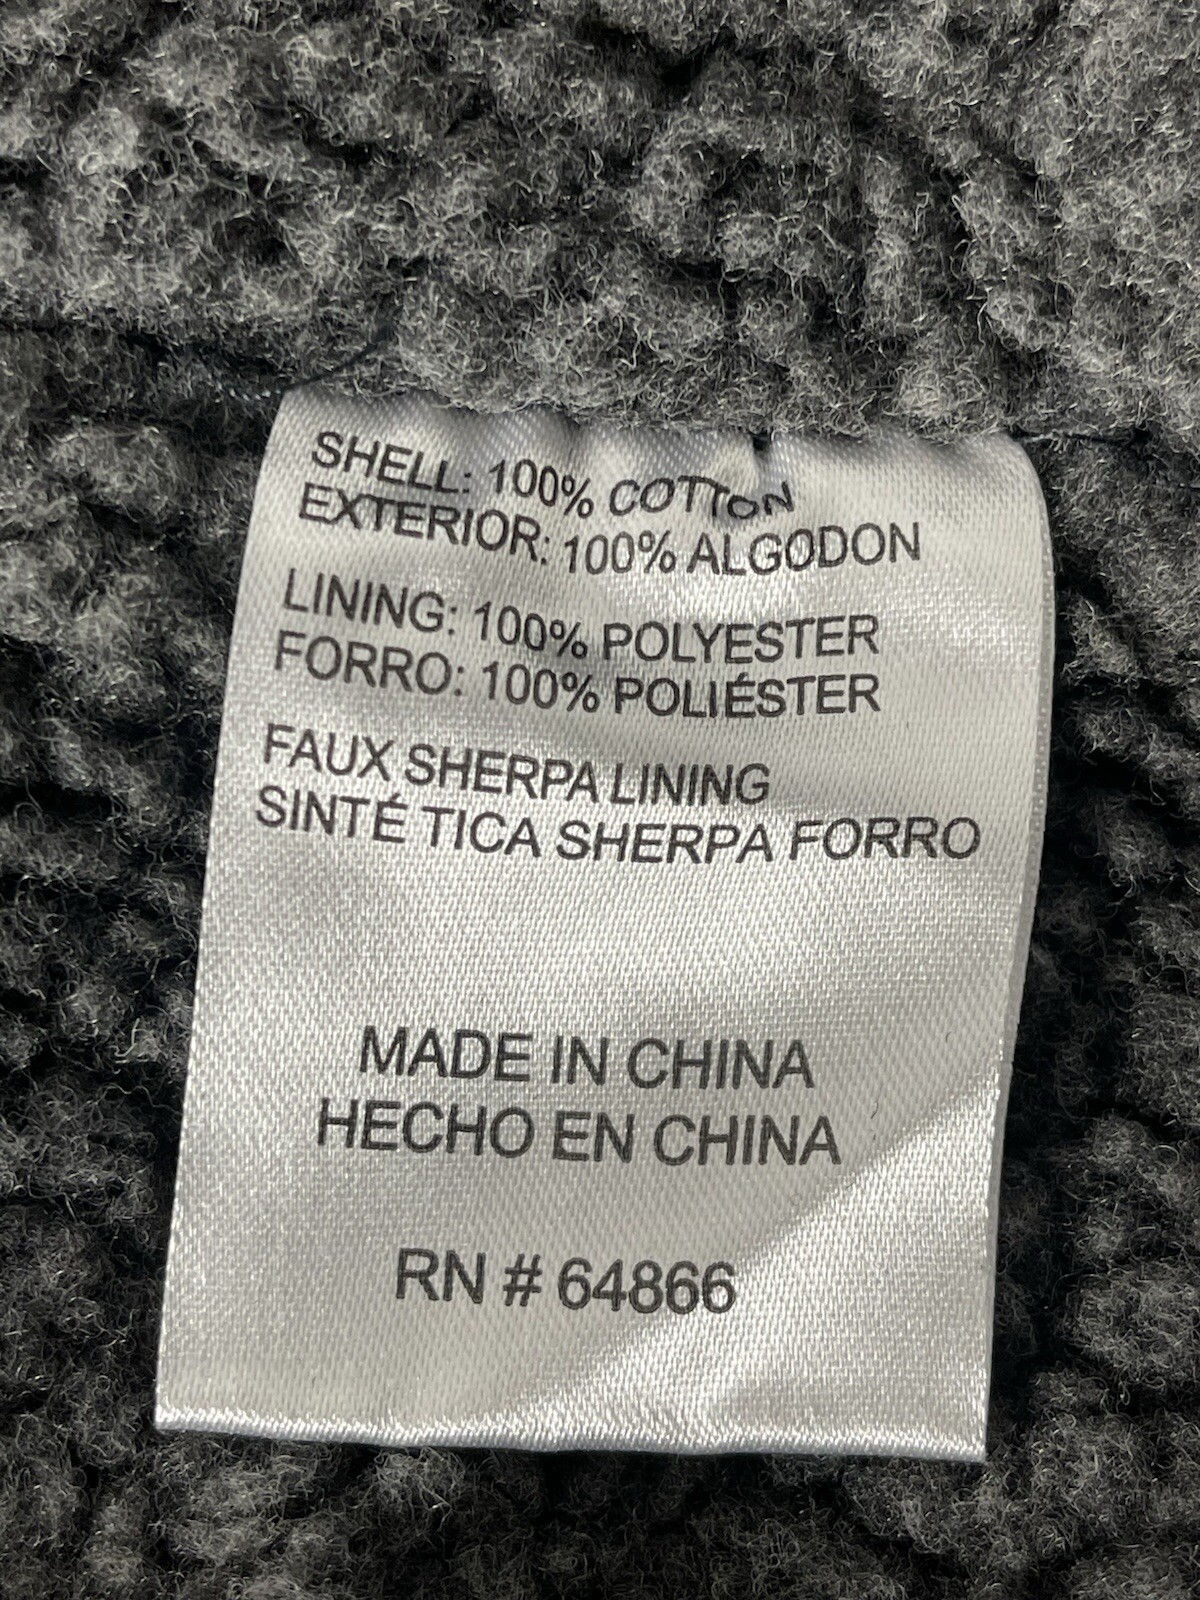 SHELL: 100% COTTON
EXTERIOR: 100% ALGODON
LINING: 100% POLYESTER
FORRO: 100% POLIÉSTER
FAUX SHERPA LINING
SINTÉ TICA SHERPA FORRO
MADE IN CHINA
HECHO EN CHINA
RN # 64866